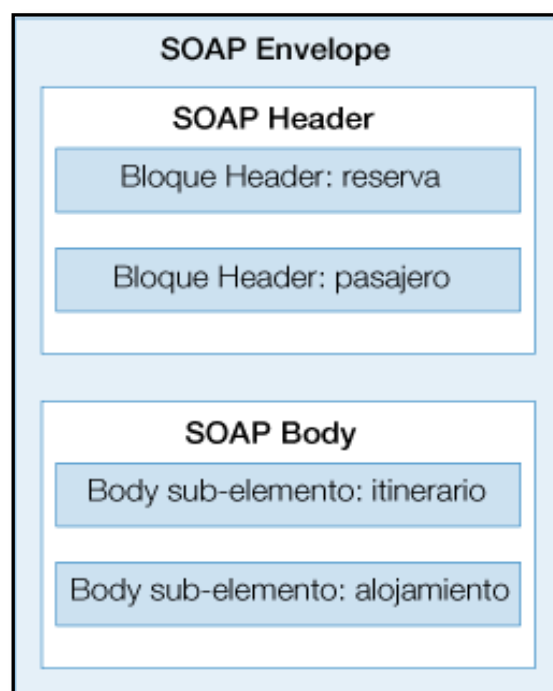 SOAP Envelope
SOAP Header
Bloque Header: reserva
Bloque Header: pasajero
SOAP Body
Body sub-elemento: itinerario
Body sub-elemento: alojamiento